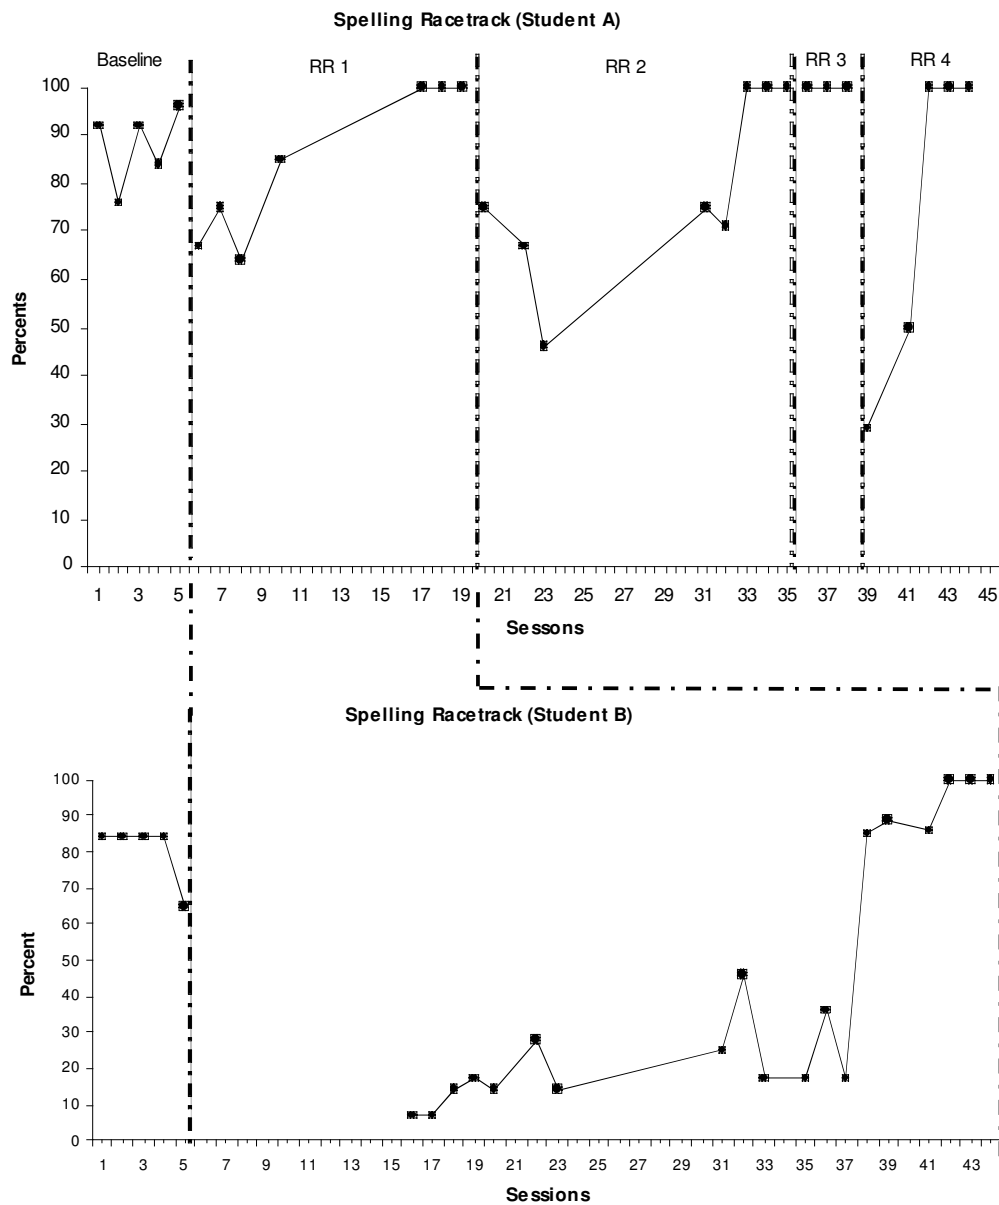 Spelling Racetrack (Student A)
Baseline RR 1 RR 2 RR 3 RR 4
100
90
80
70
60
50
40
30
20
10
0
Percents
1 3 5 7 9 11 13 15 17 19 21 23 25 27 29 31 33 35 37 39 41 43 45
Sessons
Spelling Racetrack (Student B)
100
90
80
70
60
50
40
30
20
10
0
Percent
1 3 5 7 9 11 13 15 17 19 21 23 25 27 29 31 33 35 37 39 41 43
Sessions